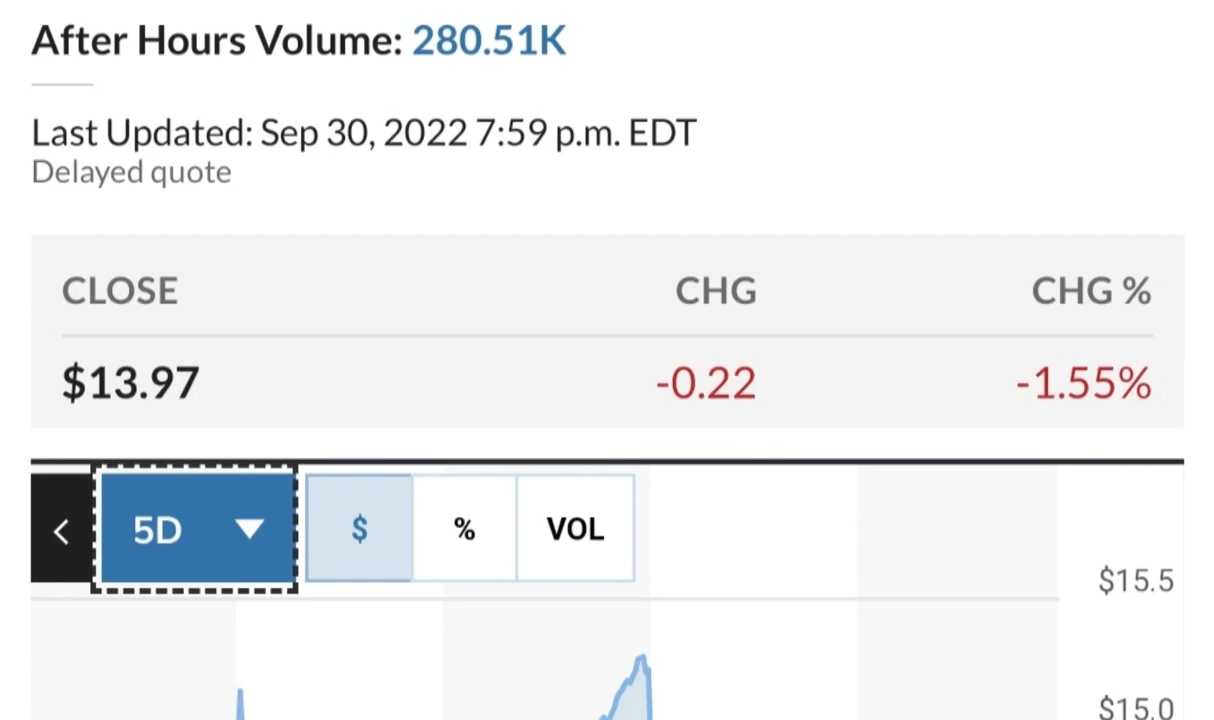 After Hours Volume: 280.51K
Last Updated: Sep 30, 2022 7:59 p.m. EDT
Delayed quote
CLOSE CHG CHG %
$13.97 -0.22 -1.55%
5D $ % VOL
$15.5
$15.0